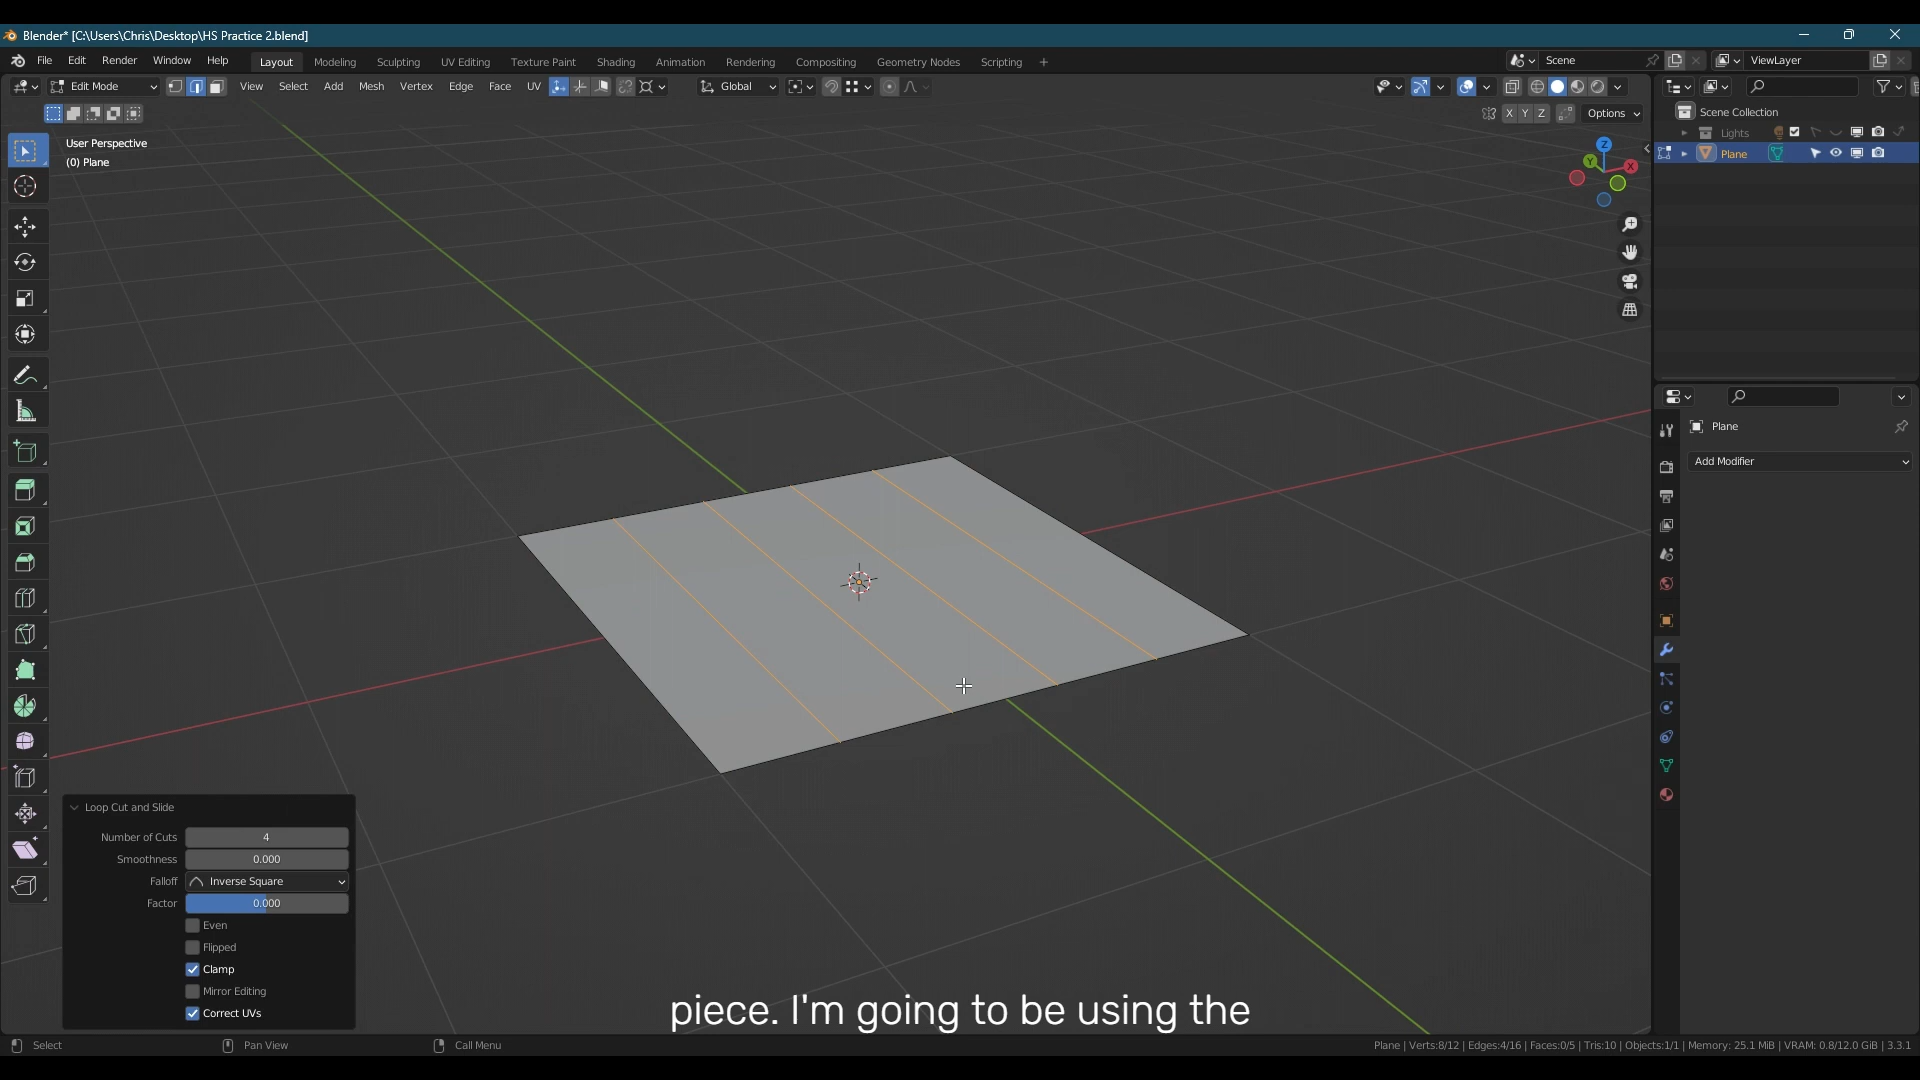 Blender* [C:\Users\Chris\Desktop\HS Practice 2.blend]
File Edit Render Window Help Layout Modeling Sculpting UV Editing Texture Paint Shading Animation Rendering Compositing Geometry Nodes Scripting + Scene ViewLayer
Edit Mode View Select Add Mesh Vertex Edge Face UV Global
X Y Z Options
Scene Collection
Lights
Plane
User Perspective
(0) Plane
Z
Y
X
Plane
Add Modifier
Loop Cut and Slide
Number of Cuts 4
Smoothness 0.000
Falloff Inverse Square
Factor 0.000
Even
Flipped
Clamp
Mirror Editing
Correct UVs
piece. I'm going to be using the
Select Pan View Call Menu Plane | Verts:8/12 | Edges:4/16 | Faces:0/5 | Tris:10 | Objects:1/1 | Memory: 25.1 MiB | VRAM: 0.8/12.0 GiB | 3.3.1